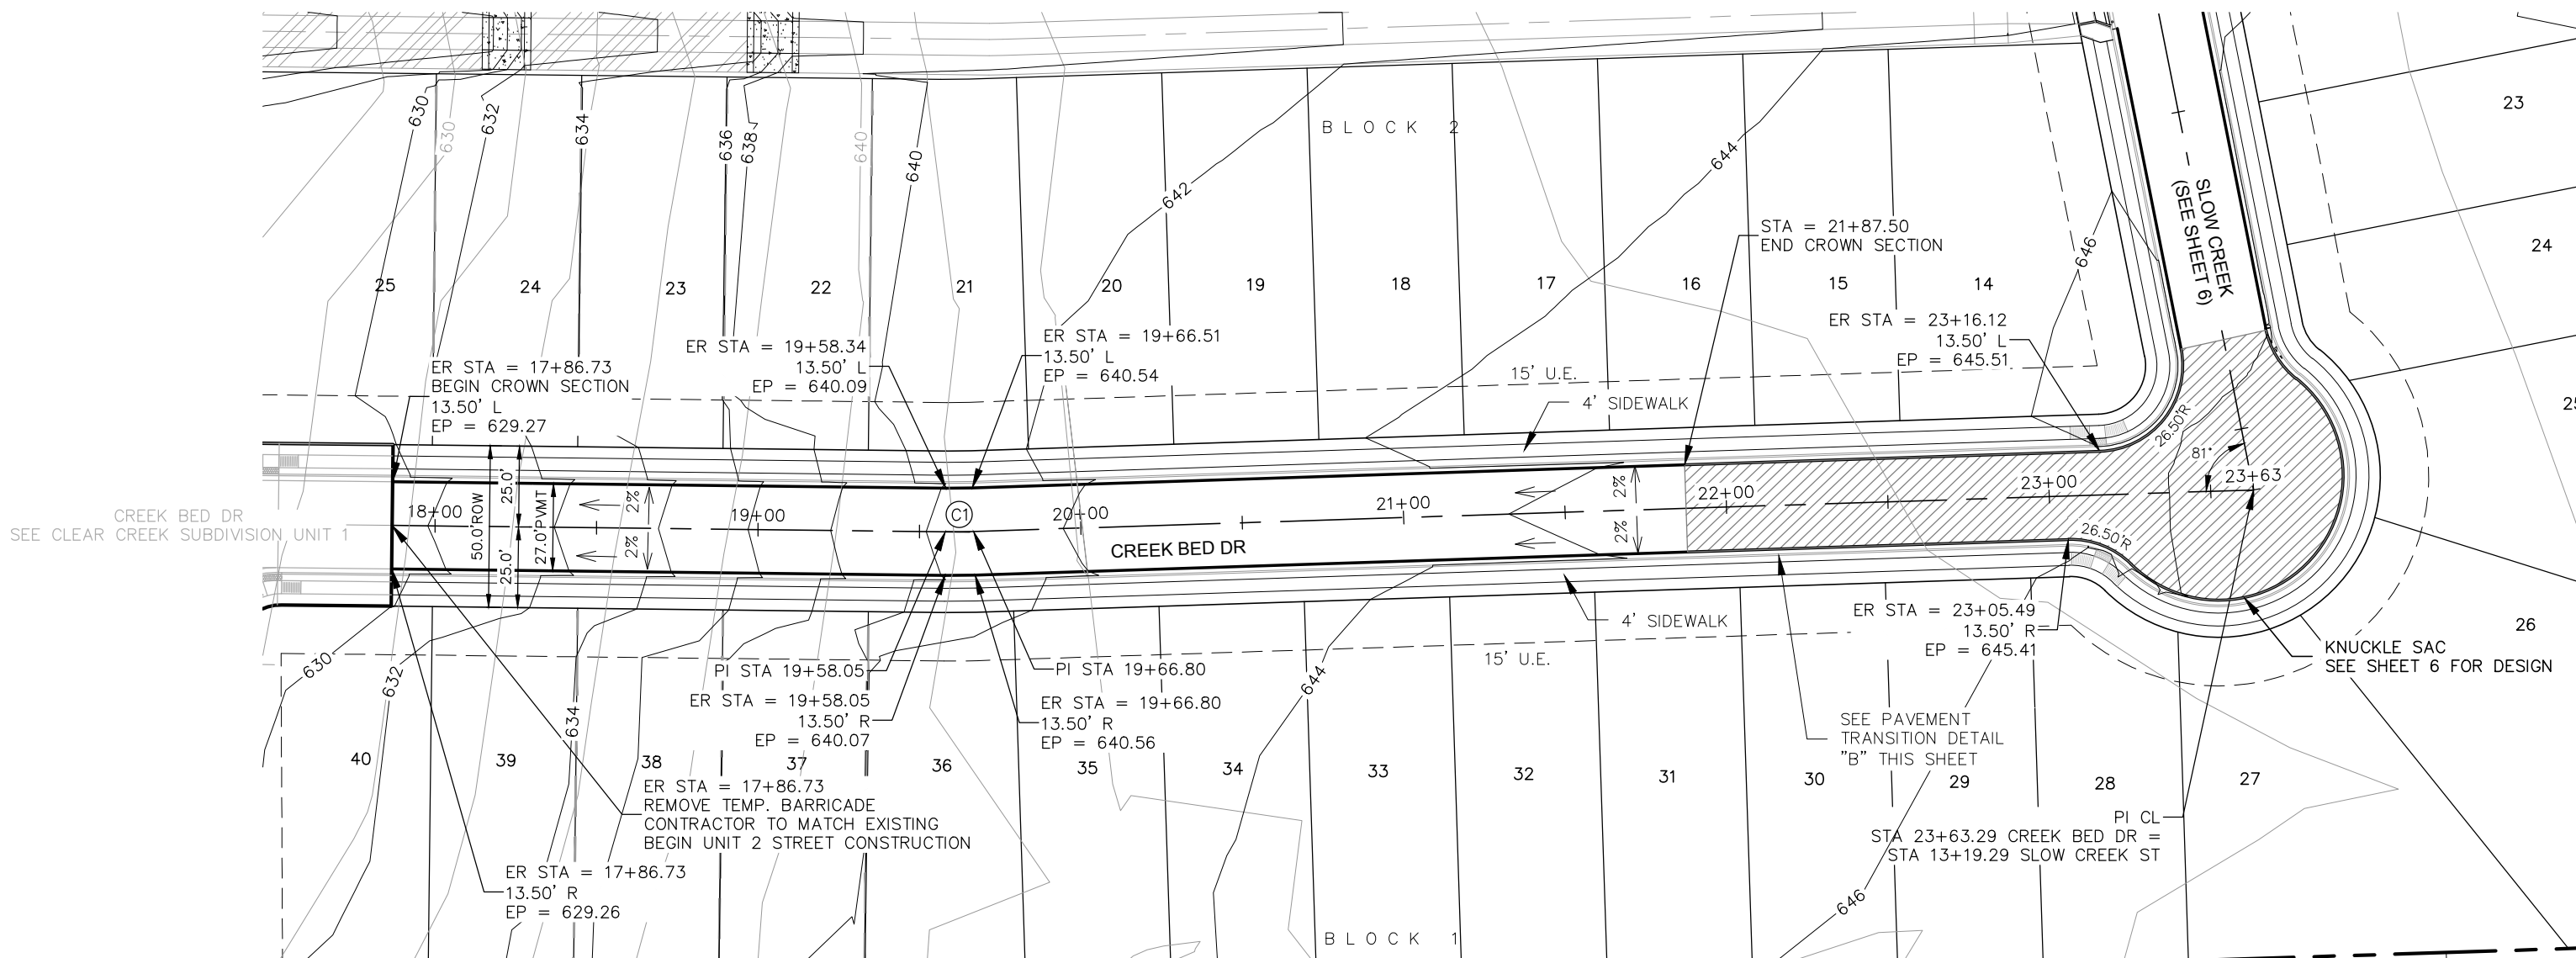 630
630
632
634
636
638
640
640
642
644
646
BLOCK 2
23
24
25
26
25
24
23
22
21
20
19
18
17
16
15
14
SLOW CREEK
(SEE SHEET 6)
STA = 21+87.50
END CROWN SECTION
ER STA = 23+16.12
13.50' L
EP = 645.51
ER STA = 19+58.34
13.50' L
EP = 640.09
ER STA = 19+66.51
13.50' L
EP = 640.54
ER STA = 17+86.73
BEGIN CROWN SECTION
13.50' L
EP = 629.27
15' U.E.
4' SIDEWALK
CREEK BED DR
SEE CLEAR CREEK SUBDIVISION UNIT 1
50.0'ROW
25.0'
25.0'
27.0'PVMT
2%
2%
2%
2%
18+00
19+00
C1
20+00
21+00
22+00
23+00
23+63
CREEK BED DR
26.50'R
81°
26.50'R
4' SIDEWALK
15' U.E.
ER STA = 23+05.49
13.50' R
EP = 645.41
KNUCKLE SAC
SEE SHEET 6 FOR DESIGN
630
632
634
644
646
PI STA 19+58.05
ER STA = 19+58.05
13.50' R
EP = 640.07
PI STA 19+66.80
ER STA = 19+66.80
13.50' R
EP = 640.56
SEE PAVEMENT
TRANSITION DETAIL
"B" THIS SHEET
40
39
38
37
36
35
34
33
32
31
30
29
28
27
ER STA = 17+86.73
REMOVE TEMP. BARRICADE
CONTRACTOR TO MATCH EXISTING
BEGIN UNIT 2 STREET CONSTRUCTION
ER STA = 17+86.73
13.50' R
EP = 629.26
PI CL
STA 23+63.29 CREEK BED DR =
STA 13+19.29 SLOW CREEK ST
BLOCK 1